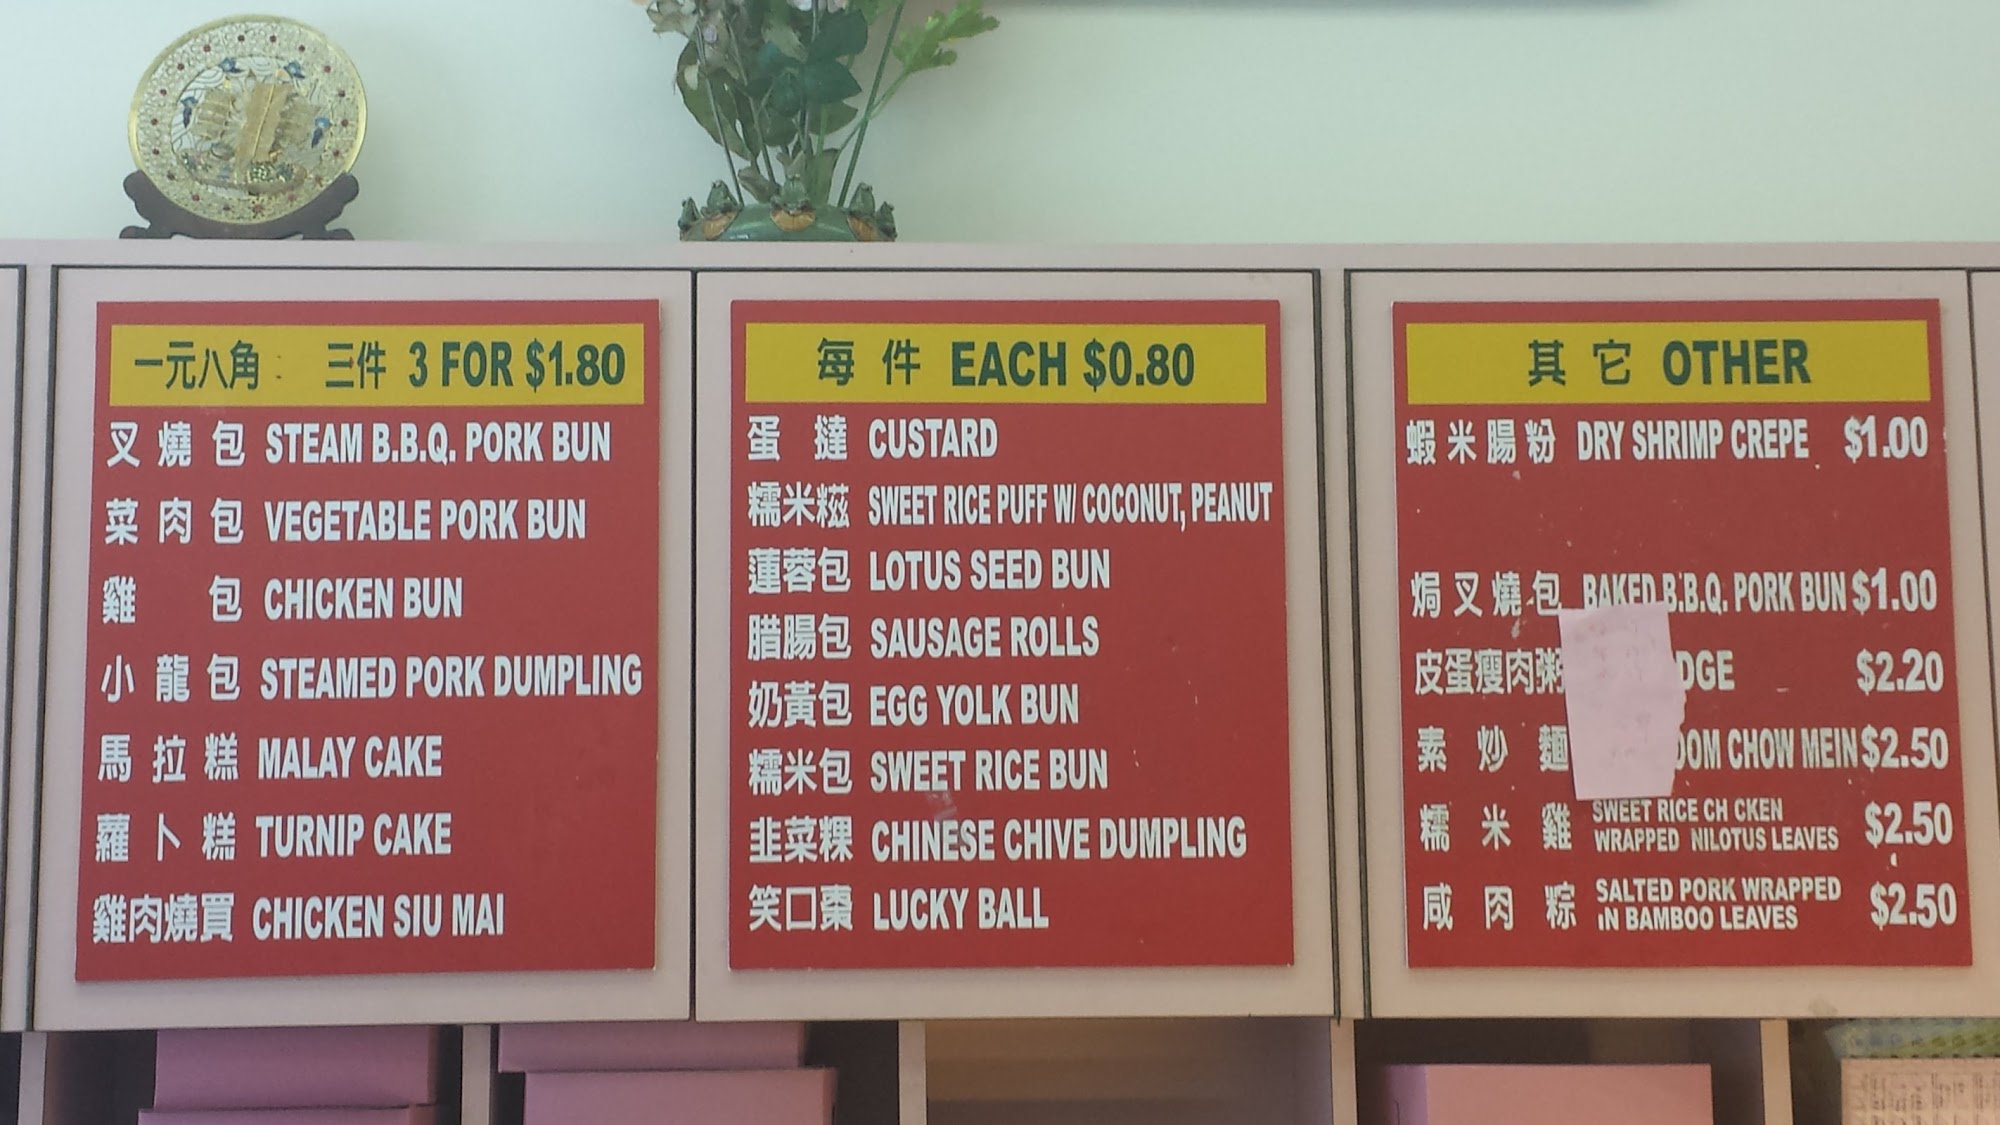 一元八角： 三件 3 FOR $1.80
叉燒包 STEAM B.B.Q. PORK BUN
菜肉包 VEGETABLE PORK BUN
雞包 CHICKEN BUN
小龍包 STEAMED PORK DUMPLING
馬拉糕 MALAY CAKE
蘿卜糕 TURNIP CAKE
雞肉燒買 CHICKEN SIU MAI
每件 EACH $0.80
蛋撻 CUSTARD
糯米糍 SWEET RICE PUFF W/ COCONUT, PEANUT
蓮蓉包 LOTUS SEED BUN
腊腸包 SAUSAGE ROLLS
奶黃包 EGG YOLK BUN
糯米包 SWEET RICE BUN
韭菜粿 CHINESE CHIVE DUMPLING
笑口棗 LUCKY BALL
其它 OTHER
蝦米腸粉 DRY SHRIMP CREPE $1.00
焗叉燒包 BAKED B.B.Q. PORK BUN $1.00
皮蛋瘦肉粥 DGE $2.20
素炒麵 OOM CHOW MEIN $2.50
糯米雞 SWEET RICE CH CKEN
WRAPPED NILOTUS LEAVES $2.50
咸肉粽 SALTED PORK WRAPPED
IN BAMBOO LEAVES $2.50